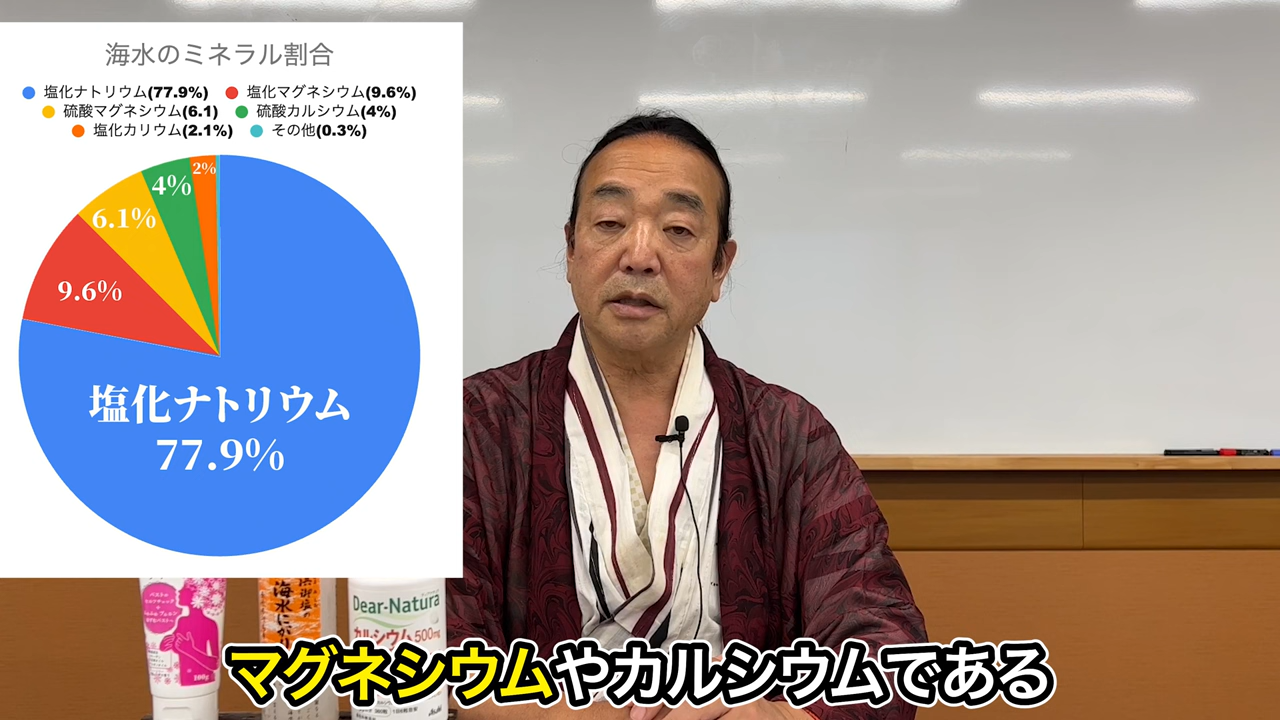 海水のミネラル割合
塩化ナトリウム(77.9%) 塩化マグネシウム(9.6%)
硫酸マグネシウム(6.1) 硫酸カルシウム(4%)
塩化カリウム(2.1%) その他(0.3%)
2%
4%
6.1%
9.6%
塩化ナトリウム
77.9%
海水にがり
100g
Dear-Natura
カルシウム 500mg
Asahi
マグネシウムやカルシウムである